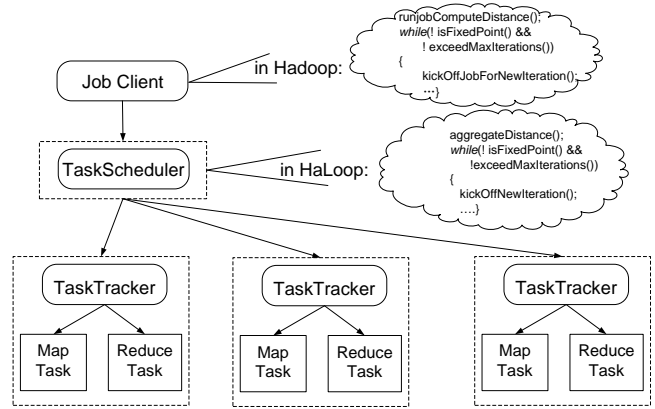 runjobComputeDistance();
while(! isFixedPoint() &&
! exceedMaxIterations())
{
kickOffJobForNewIteration();
...}
in Hadoop:
Job Client
aggregateDistance();
while(! isFixedPoint() &&
!exceedMaxIterations())
{
kickOffNewIteration();
....}
in HaLoop:
TaskScheduler
TaskTracker
Map
Task
Reduce
Task
TaskTracker
Map
Task
Reduce
Task
TaskTracker
Map
Task
Reduce
Task